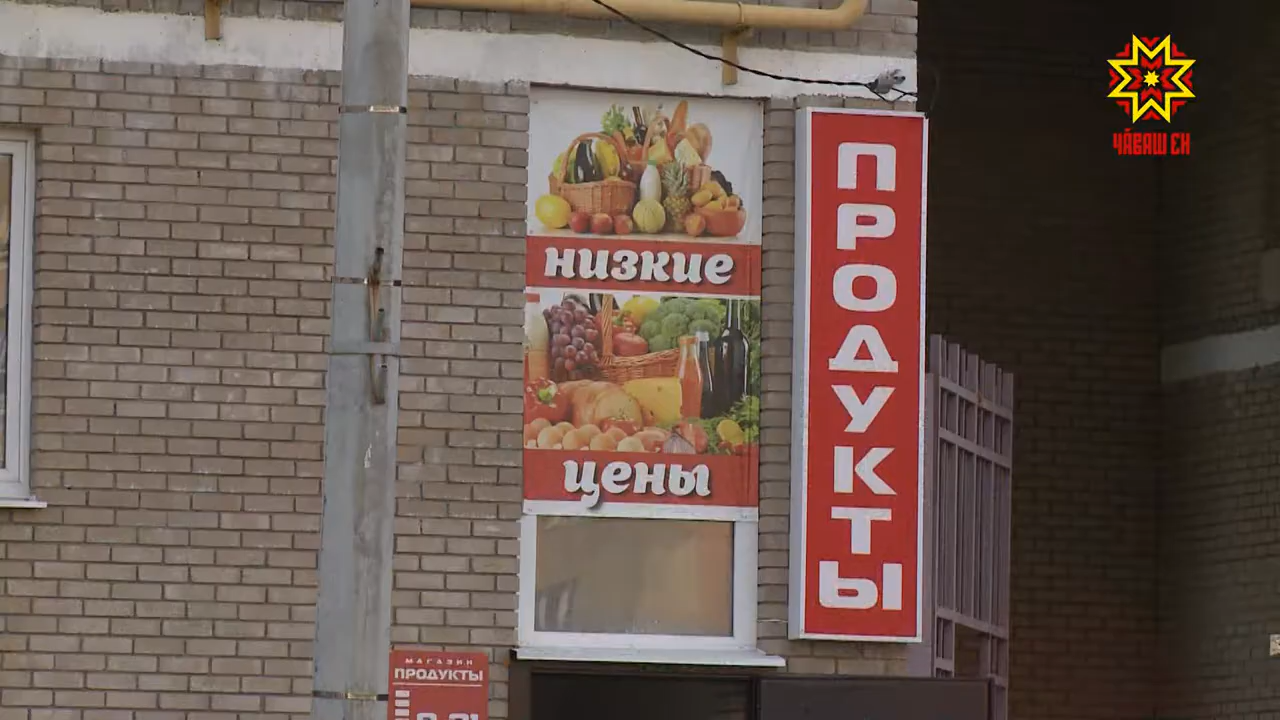 ЧӐВАШ ЕН
низкие
цены
ПРОДУКТЫ
МАГАЗИН
ПРОДУКТЫ